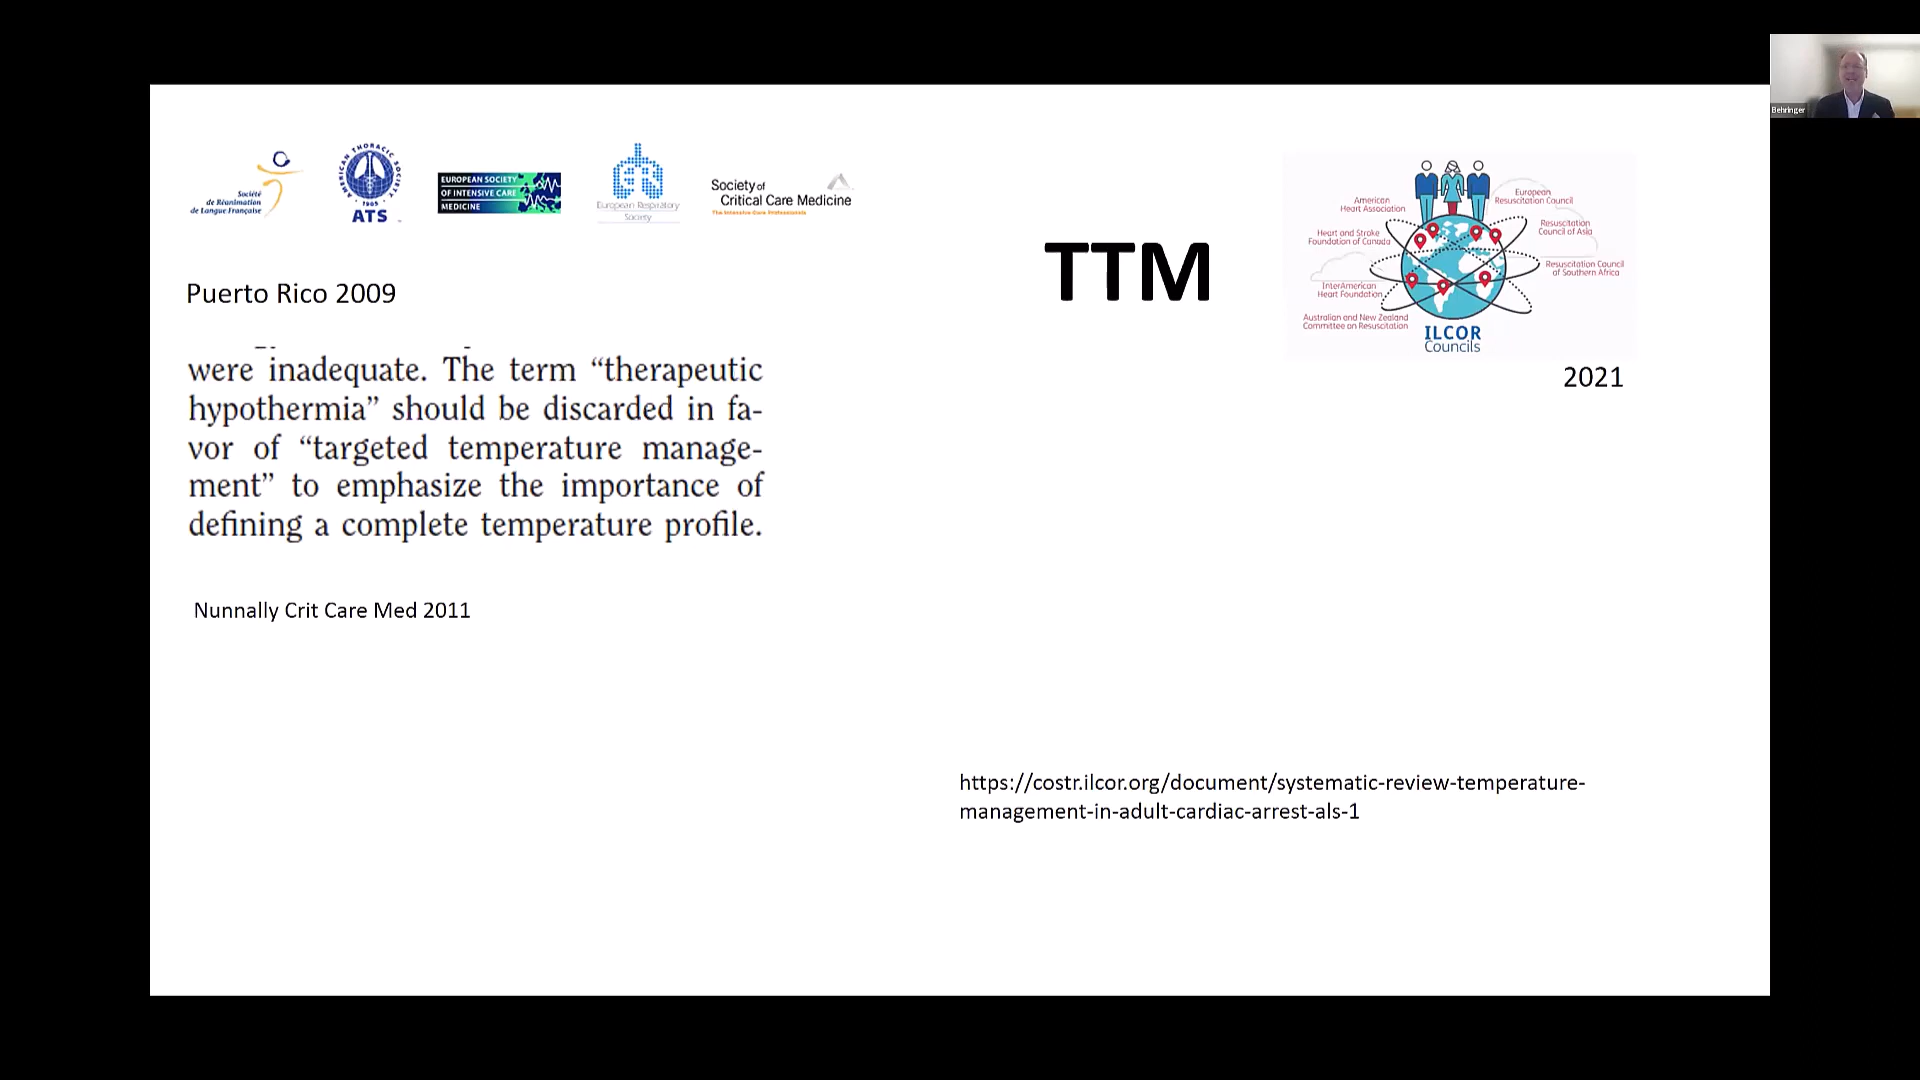 Behringer
Société
de Réanimation
de Langue Française
AMERICAN THORACIC SOCIETY
1905
ATS
EUROPEAN SOCIETY
OF INTENSIVE CARE
MEDICINE
European Respiratory
Society
Society of
Critical Care Medicine
The Intensive Care Professionals
Puerto Rico 2009
were inadequate. The term “therapeutic
hypothermia” should be discarded in fa-
vor of “targeted temperature manage-
ment” to emphasize the importance of
defining a complete temperature profile.
Nunnally Crit Care Med 2011
TTM
American
Heart Association
European
Resuscitation Council
Heart and Stroke
Foundation of Canada
Resuscitation
Council of Asia
InterAmerican
Heart Foundation
Resuscitation Council
of Southern Africa
Australian and New Zealand
Committee on Resuscitation
ILCOR
Councils
2021
https://costr.ilcor.org/document/systematic-review-temperature-
management-in-adult-cardiac-arrest-als-1